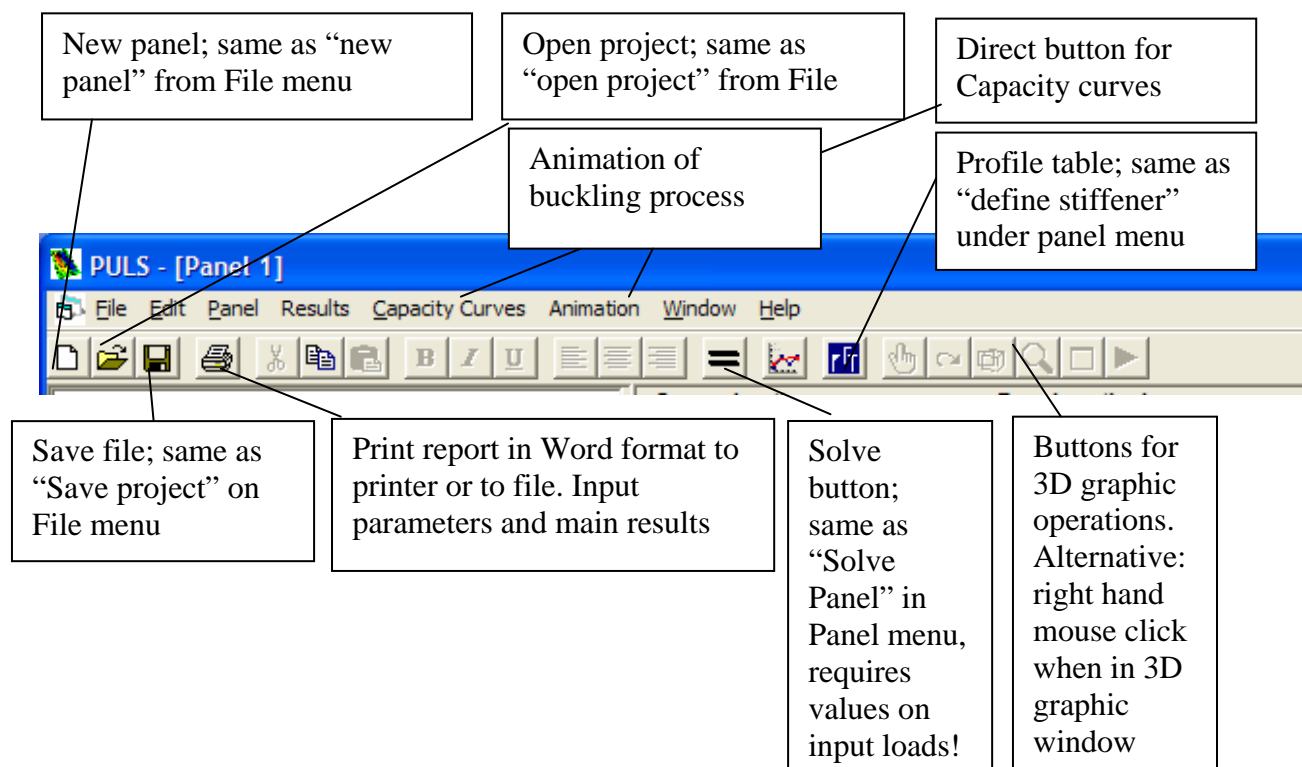 New panel; same as “new
panel” from File menu
Open project; same as
“open project” from File
Direct button for
Capacity curves
Animation of
buckling process
Profile table; same as
“define stiffener”
under panel menu
PULS - [Panel 1]
File Edit Panel Results Capacity Curves Animation Window Help
B I U
Save file; same as
“Save project” on
File menu
Print report in Word format to
printer or to file. Input
parameters and main results
Solve
button;
same as
“Solve
Panel” in
Panel menu,
requires
values on
input loads!
Buttons for
3D graphic
operations.
Alternative:
right hand
mouse click
when in 3D
graphic
window